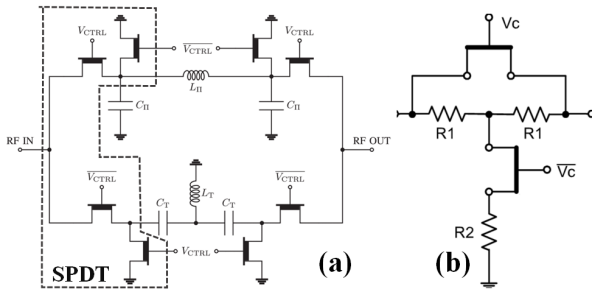 V_CTRL
V̅_CTRL
V_CTRL
L_Π
C_Π
C_Π
RF IN
RF OUT
V̅_CTRL
V̅_CTRL
L_T
C_T
C_T
V_CTRL
SPDT
(a)
Vc
R1
R1
V̅c
R2
(b)